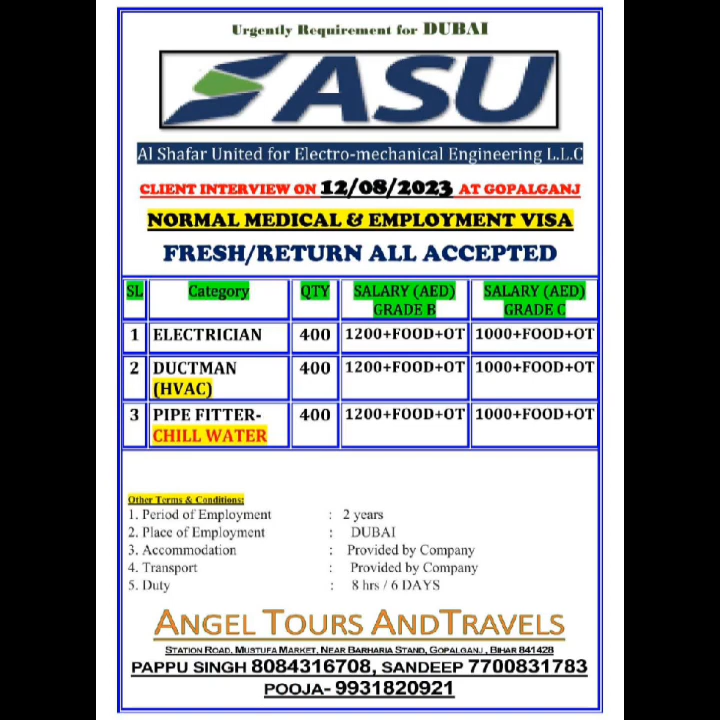 Urgently Requirement for DUBAI
ASU
Al Shafar United for Electro-mechanical Engineering L.L.C
CLIENT INTERVIEW ON 12/08/2023 AT GOPALGANJ
NORMAL MEDICAL & EMPLOYMENT VISA
FRESH/RETURN ALL ACCEPTED
SL Category QTY SALARY (AED) GRADE B SALARY (AED) GRADE C
1 ELECTRICIAN 400 1200+FOOD+OT 1000+FOOD+OT
2 DUCTMAN (HVAC) 400 1200+FOOD+OT 1000+FOOD+OT
3 PIPE FITTER- CHILL WATER 400 1200+FOOD+OT 1000+FOOD+OT
Other Terms & Conditions:
1. Period of Employment : 2 years
2. Place of Employment : DUBAI
3. Accommodation : Provided by Company
4. Transport : Provided by Company
5. Duty : 8 hrs / 6 DAYS
ANGEL TOURS ANDTRAVELS
STATION ROAD, MUSTUFA MARKET, NEAR BARHARIA STAND, GOPALGANJ, BIHAR 841428
PAPPU SINGH 8084316708, SANDEEP 7700831783
POOJA- 9931820921